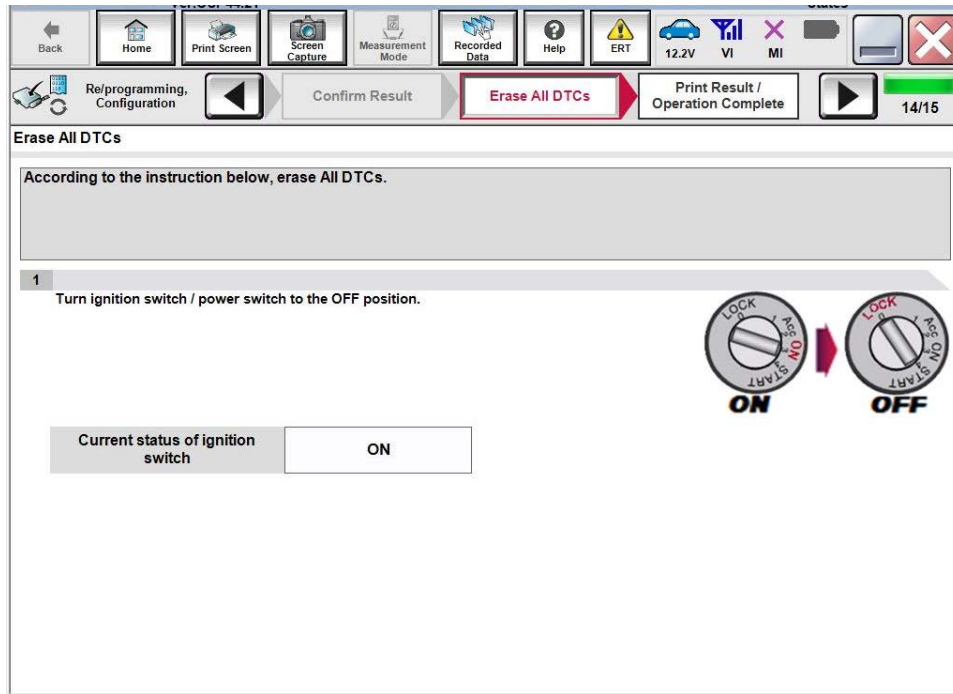 Back
Home
Print Screen
Screen
Capture
Measurement
Mode
Recorded
Data
Help
ERT
12.2V
VI
MI
Re/programming,
Configuration
Confirm Result
Erase All DTCs
Print Result /
Operation Complete
14/15
Erase All DTCs
According to the instruction below, erase All DTCs.
1
Turn ignition switch / power switch to the OFF position.
LOCK
Acc
ON
START
ON
LOCK
Acc
ON
START
OFF
Current status of ignition
switch
ON